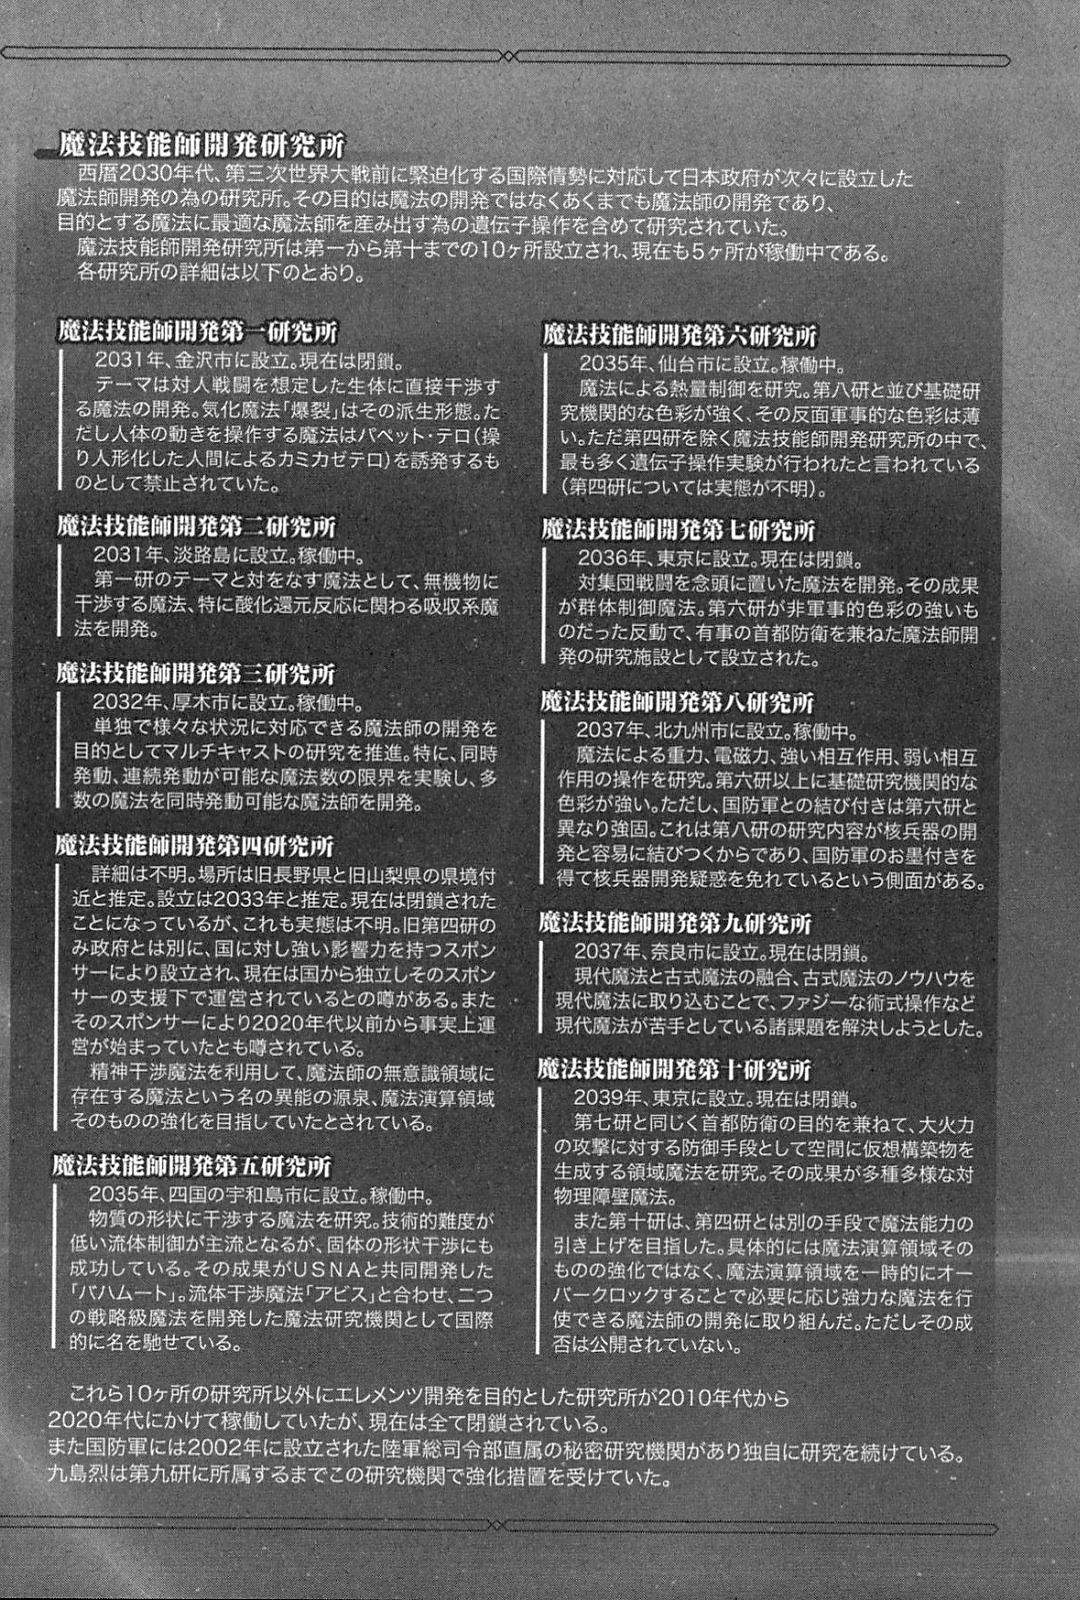 魔法技能師開発研究所
西暦2030年代、第三次世界大戦前に緊迫化する国際情勢に対応して日本政府が次々に設立した
魔法師開発の為の研究所。その目的は魔法の開発ではなくあくまでも魔法師の開発であり、
目的とする魔法に最適な魔法師を産み出す為の遺伝子操作を含めて研究されていた。
魔法技能師開発研究所は第一から第十までの10ヶ所設立され、現在も5ヶ所が稼働中である。
各研究所の詳細は以下のとおり。
魔法技能師開発第一研究所
2031年、金沢市に設立。現在は閉鎖。
テーマは対人戦闘を想定した生体に直接干渉す
る魔法の開発。気化魔法「爆裂」はその派生形態。た
だし人体の動きを操作する魔法はパペット・テロ(操
り人形化した人間によるカミカゼテロ)を誘発するも
のとして禁止されていた。
魔法技能師開発第二研究所
2031年、淡路島に設立。稼働中。
第一研のテーマと対をなす魔法として、無機物に
干渉する魔法、特に酸化還元反応に関わる吸収系魔
法を開発。
魔法技能師開発第三研究所
2032年、厚木市に設立。稼働中。
単独で様々な状況に対応できる魔法師の開発を
目的としてマルチキャストの研究を推進。特に、同時
発動、連続発動が可能な魔法数の限界を実験し、多
数の魔法を同時発動可能な魔法師を開発。
魔法技能師開発第四研究所
詳細は不明。場所は旧長野県と旧山梨県の県境付
近と推定。設立は2033年と推定。現在は閉鎖された
ことになっているが、これも実態は不明。旧第四研の
み政府とは別に、国に対し強い影響力を持つスポン
サーにより設立され、現在は国から独立しそのスポン
サーの支援下で運営されているとの噂がある。また
そのスポンサーにより2020年代以前から事実上運
営が始まっていたとも噂されている。
精神干渉魔法を利用して、魔法師の無意識領域に
存在する魔法という名の異能の源泉、魔法演算領域
そのものの強化を目指していたとされている。
魔法技能師開発第五研究所
2035年、四国の宇和島市に設立。稼働中。
物質の形状に干渉する魔法を研究。技術的難度が
低い流体制御が主流となるが、固体の形状干渉にも
成功している。その成果がUSNAと共同開発した
「バハムート」。流体干渉魔法「アビス」と合わせ、二つ
の戦略級魔法を開発した魔法研究機関として国際
的に名を馳せている。
魔法技能師開発第六研究所
2035年、仙台市に設立。稼働中。
魔法による熱量制御を研究。第八研と並び基礎研
究機関的な色彩が強く、その反面軍事的な色彩は薄
い。ただ第四研を除く魔法技能師開発研究所の中で、
最も多く遺伝子操作実験が行われたと言われている
(第四研については実態が不明)。
魔法技能師開発第七研究所
2036年、東京に設立。現在は閉鎖。
対集団戦闘を念頭に置いた魔法を開発。その成果
が群体制御魔法。第六研が非軍事的色彩の強いも
のだった反動で、有事の首都防衛を兼ねた魔法師開
発の研究施設として設立された。
魔法技能師開発第八研究所
2037年、北九州市に設立。稼働中。
魔法による重力、電磁力、強い相互作用、弱い相互
作用の操作を研究。第六研以上に基礎研究機関的な
色彩が強い。ただし、国防軍との結び付きは第六研と
異なり強固。これは第八研の研究内容が核兵器の開
発と容易に結びつくからであり、国防軍のお墨付きを
得て核兵器開発疑惑を免れているという側面がある。
魔法技能師開発第九研究所
2037年、奈良市に設立。現在は閉鎖。
現代魔法と古式魔法の融合、古式魔法のノウハウを
現代魔法に取り込むことで、ファジーな術式操作など
現代魔法が苦手としている諸課題を解決しようとした。
魔法技能師開発第十研究所
2039年、東京に設立。現在は閉鎖。
第七研と同じく首都防衛の目的を兼ねて、大火力
の攻撃に対する防御手段として空間に仮想構築物を
生成する領域魔法を研究。その成果が多種多様な対
物理障壁魔法。
また第十研は、第四研とは別の手段で魔法能力の
引き上げを目指した。具体的には魔法演算領域その
ものの強化ではなく、魔法演算領域を一時的にオー
バークロックすることで必要に応じ強力な魔法を行
使できる魔法師の開発に取り組んだ。ただしその成
否は公開されていない。
これら10ヶ所の研究所以外にエレメンツ開発を目的とした研究所が2010年代から
2020年代にかけて稼働していたが、現在は全て閉鎖されている。
また国防軍には2002年に設立された陸軍総司令部直属の秘密研究機関があり独自に研究を続けている。
九島烈は第九研に所属するまでこの研究機関で強化措置を受けていた。